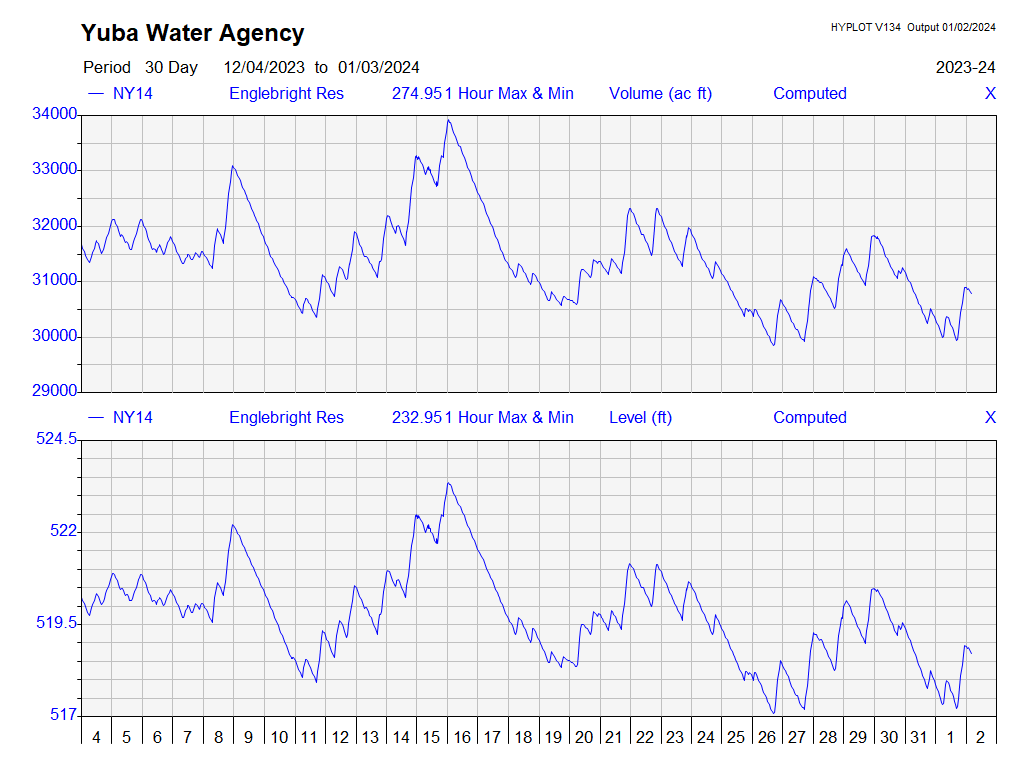 Yuba Water Agency
HYPLOT V134 Output 01/02/2024
Period 30 Day 12/04/2023 to 01/03/2024
2023-24
NY14 Englebright Res 274.951 Hour Max & Min Volume (ac ft) Computed X
34000
33000
32000
31000
30000
29000
NY14 Englebright Res 232.951 Hour Max & Min Level (ft) Computed X
524.5
522
519.5
517
4 5 6 7 8 9 10 11 12 13 14 15 16 17 18 19 20 21 22 23 24 25 26 27 28 29 30 31 1 2